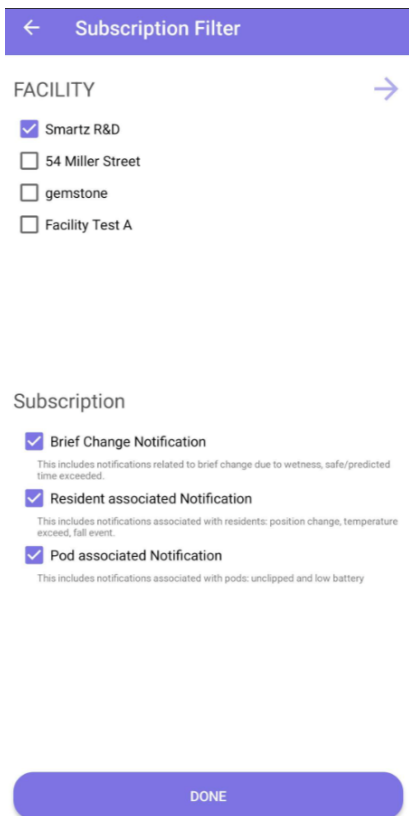 Subscription Filter
FACILITY
Smartz R&D
54 Miller Street
gemstone
Facility Test A
Subscription
Brief Change Notification
This includes notifications related to brief change due to wetness, safe/predicted
time exceeded.
Resident associated Notification
This includes notifications associated with residents: position change, temperature
exceed, fall event.
Pod associated Notification
This includes notifications associated with pods: unclipped and low battery
DONE